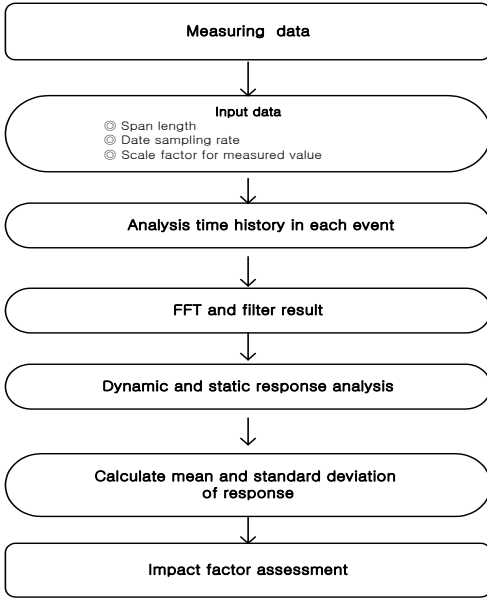 Measuring data
Input data
◎ Span length
◎ Date sampling rate
◎ Scale factor for measured value
Analysis time history in each event
FFT and filter result
Dynamic and static response analysis
Calculate mean and standard deviation
of response
Impact factor assessment